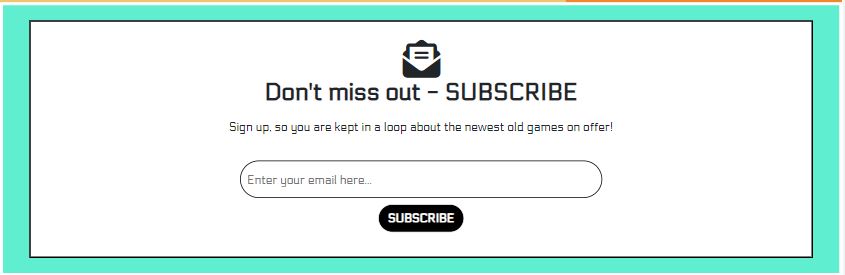 Don't miss out - SUBSCRIBE
Sign up, so you are kept in a loop about the newest old games on offer!
Enter your email here...
SUBSCRIBE